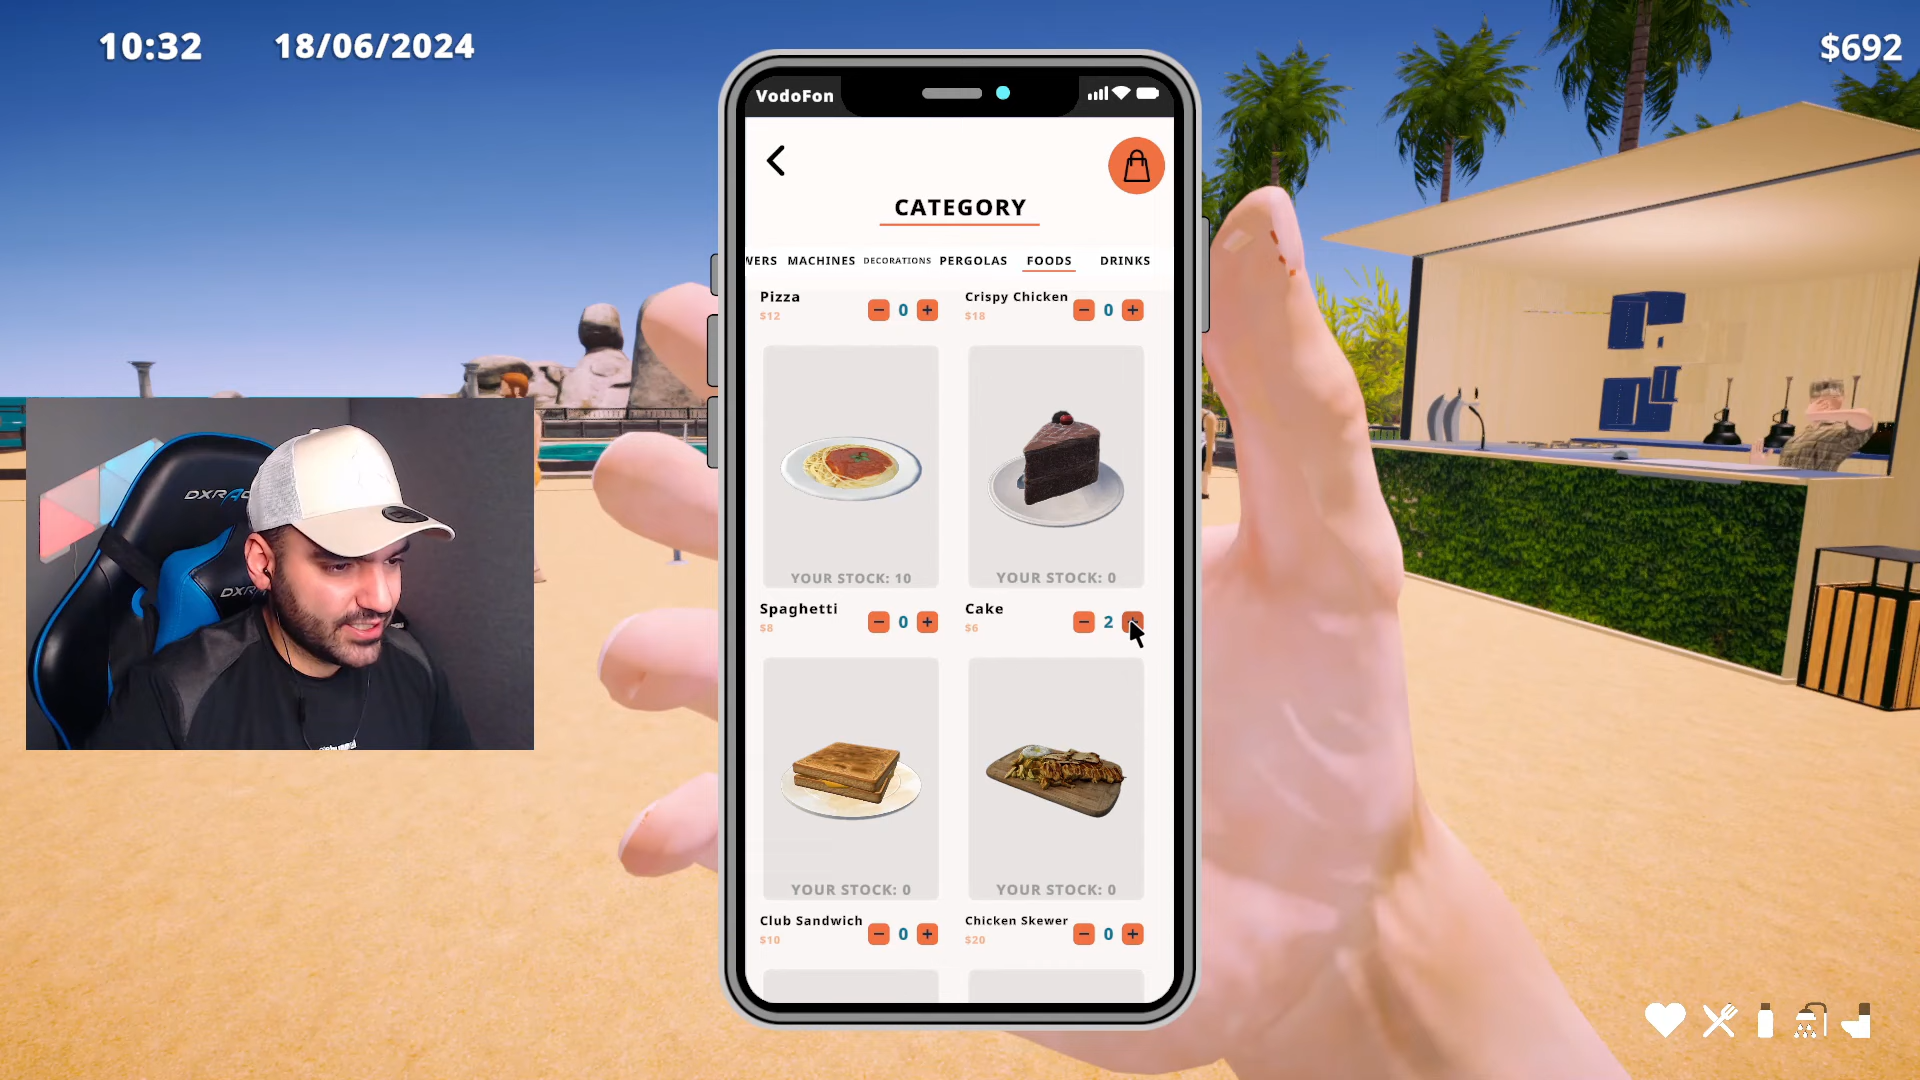 10:32 18/06/2024
$692
VodoFon
CATEGORY
WERS MACHINES DECORATIONS PERGOLAS FOODS DRINKS
Pizza
$12
0
Crispy Chicken
$18
0
YOUR STOCK: 10
YOUR STOCK: 0
Spaghetti
$8
0
Cake
$6
2
YOUR STOCK: 0
YOUR STOCK: 0
Club Sandwich
$10
0
Chicken Skewer
$20
0